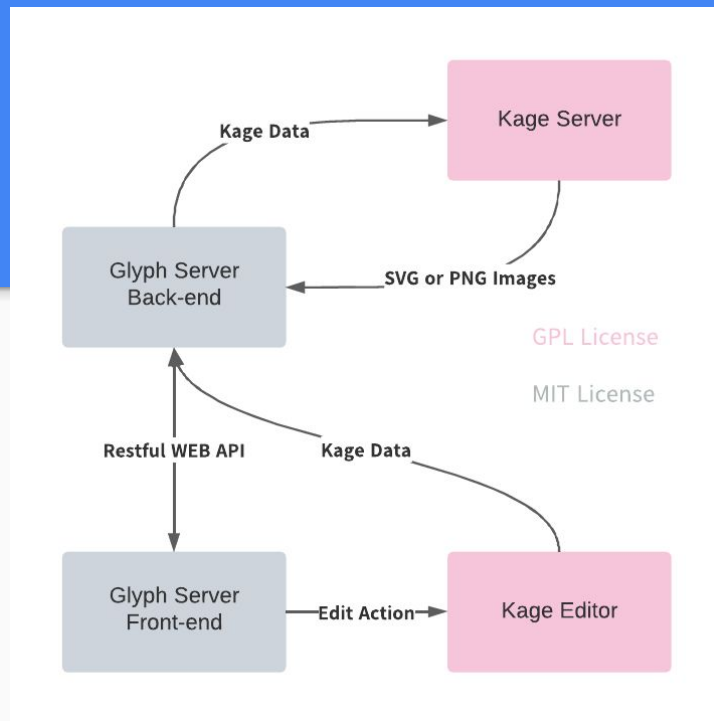 Kage Server
Kage Data
Glyph Server
Back-end
SVG or PNG Images
GPL License
MIT License
Restful WEB API
Kage Data
Glyph Server
Front-end
Edit Action
Kage Editor